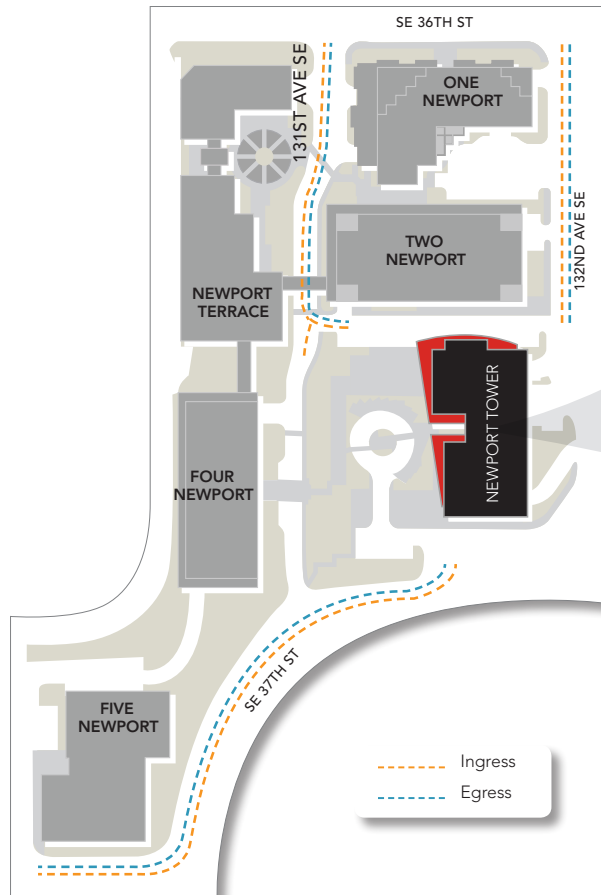 SE 36TH ST
131ST AVE SE
ONE
NEWPORT
132ND AVE SE
TWO
NEWPORT
NEWPORT
TERRACE
NEWPORT TOWER
FOUR
NEWPORT
SE 37TH ST
FIVE
NEWPORT
Ingress
Egress